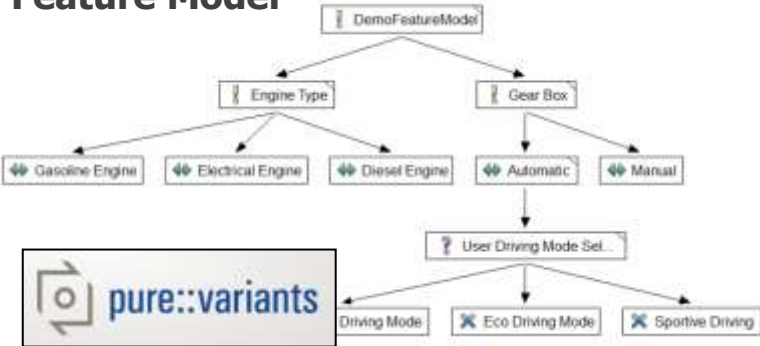 Feature Model
DemoFeatureModel
Engine Type
Gear Box
Gasoline Engine
Electrical Engine
Diesel Engine
Automatic
Manual
User Driving Mode Sel...
pure::variants
Driving Mode
Eco Driving Mode
Sportive Driving